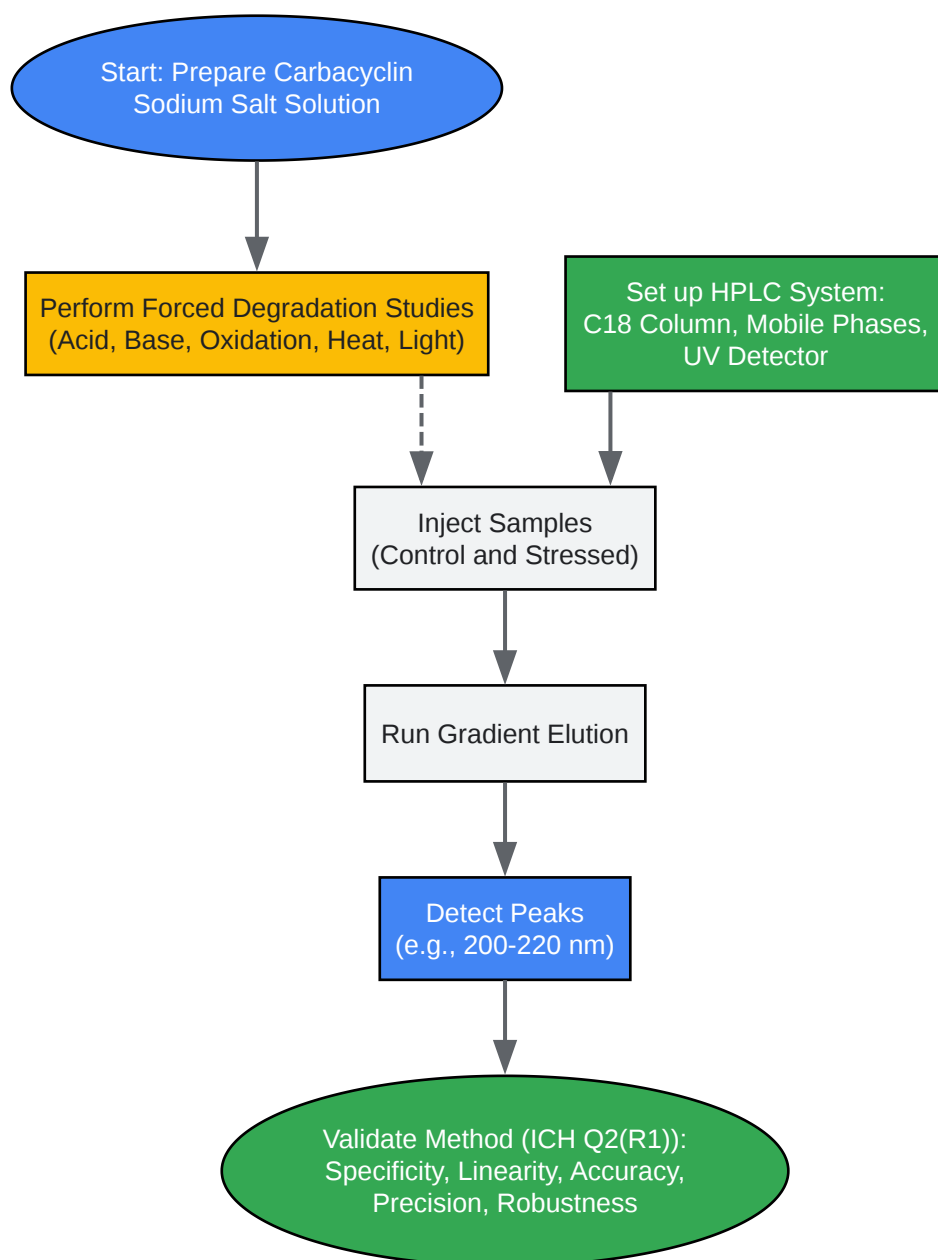 Start: Prepare Carbacyclin
Sodium Salt Solution
Perform Forced Degradation Studies
(Acid, Base, Oxidation, Heat, Light)
Set up HPLC System:
C18 Column, Mobile Phases,
UV Detector
Inject Samples
(Control and Stressed)
Run Gradient Elution
Detect Peaks
(e.g., 200-220 nm)
Validate Method (ICH Q2(R1)):
Specificity, Linearity, Accuracy,
Precision, Robustness